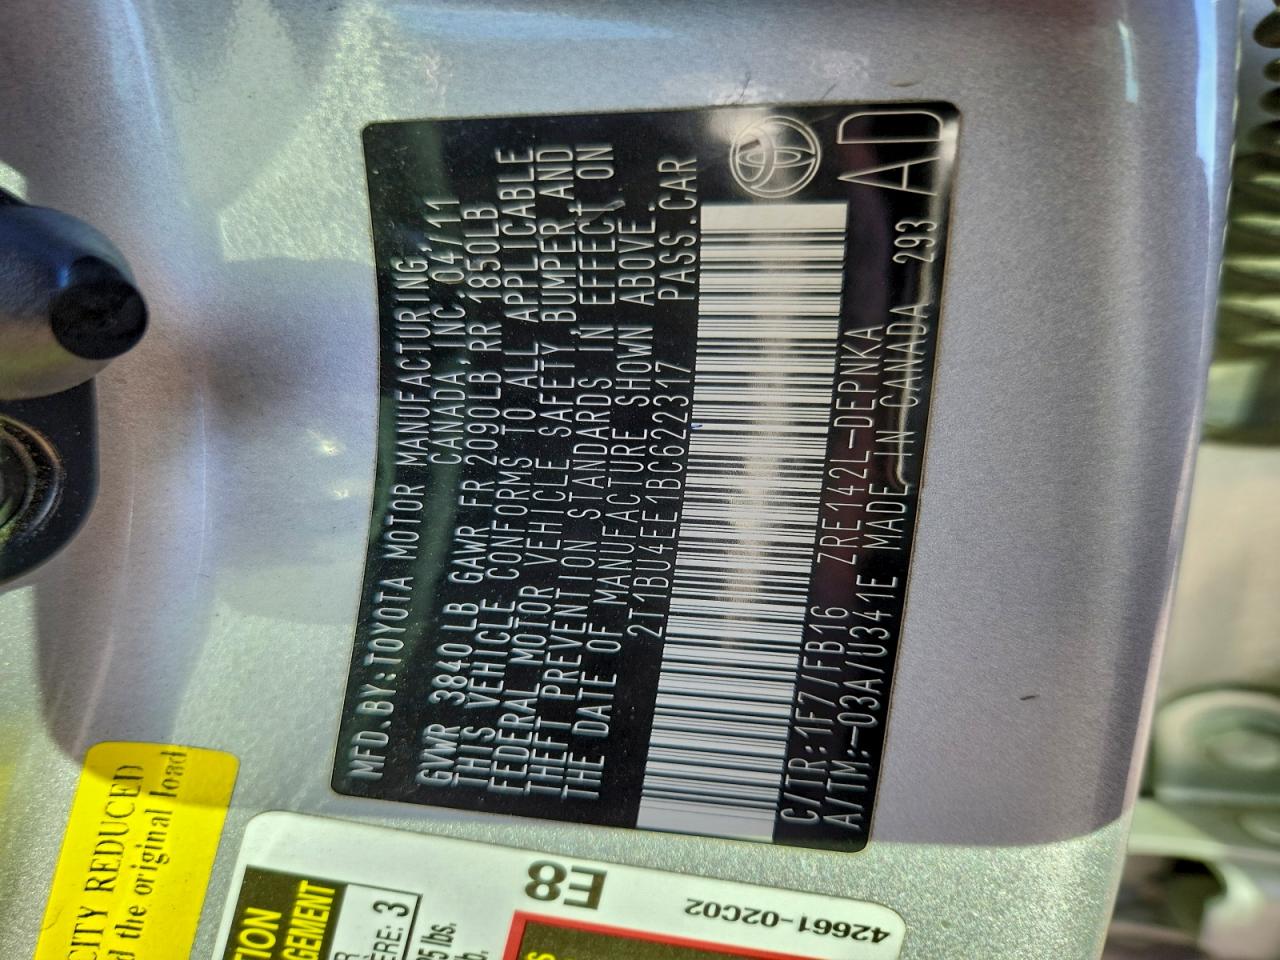 MFD.BY:TOYOTA MOTOR MANUFACTURING,
CANADA, INC. 04/11
GVWR 3840LB GAWR FR 2090LB RR 1850LB
THIS VEHICLE CONFORMS TO ALL APPLICABLE
FEDERAL MOTOR VEHICLE SAFETY, BUMPER, AND
THEFT PREVENTION STANDARDS IN EFFECT ON
THE DATE OF MANUFACTURE SHOWN ABOVE.
2T1BU4EE1BC622317 PASS.CAR
C/TR:1F7/FB16 ZRE142L-DEPNKA
A/TM:-03A/U341E MADE IN CANADA 293
AD
CITY REDUCED
the original load
E8
42661-02C02
3
lbs.